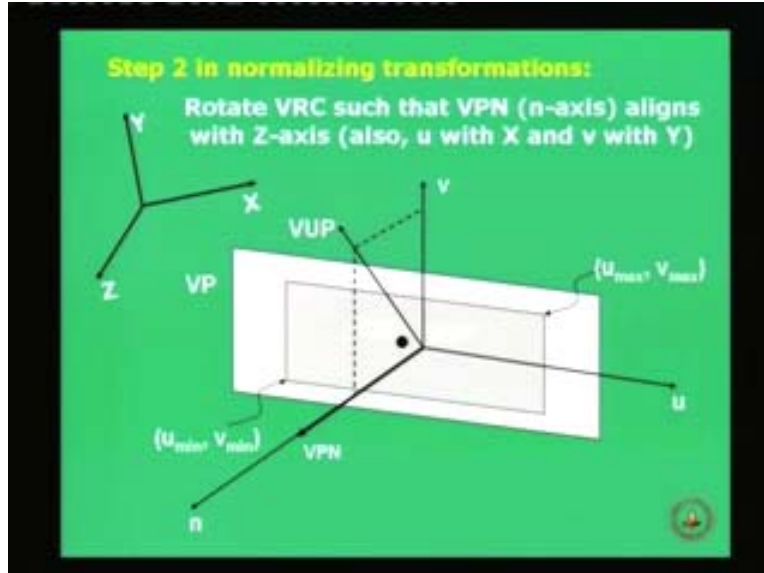 Step 2 in normalizing transformations:
Rotate VRC such that VPN (n-axis) aligns
with Z-axis (also, u with X and v with Y)
Y
X
Z
v
VUP
VP
(umax, vmax)
u
(umin, vmin)
VPN
n